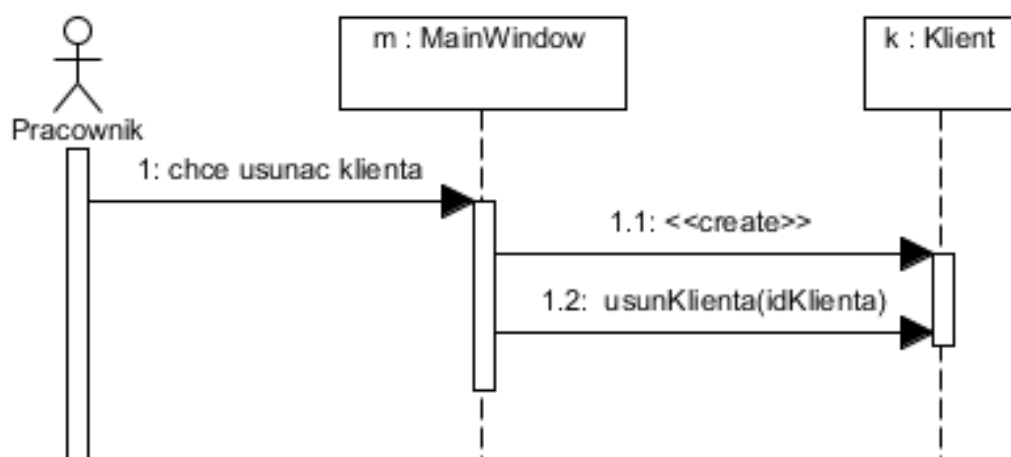 m : MainWindow
k : Klient
Pracownik
1: chce usunac klienta
1.1: <<create>>
1.2: usunKlienta(idKlienta)